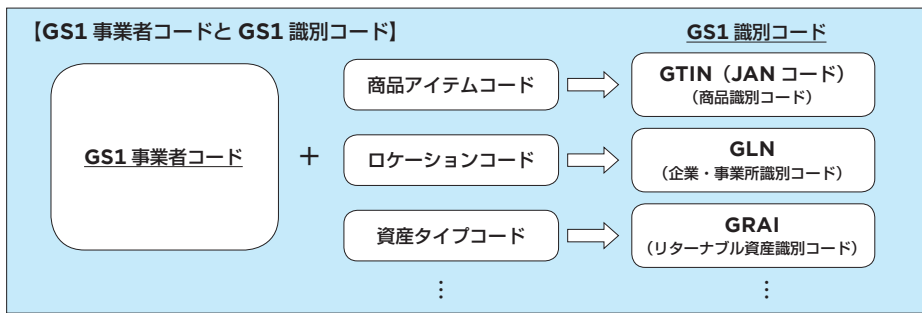 【GS1 事業者コードと GS1 識別コード】
GS1 識別コード
GS1 事業者コード
+
商品アイテムコード
GTIN（JAN コード）
（商品識別コード）
ロケーションコード
GLN
（企業・事業所識別コード）
資産タイプコード
GRAI
（リターナブル資産識別コード）
⋮
⋮